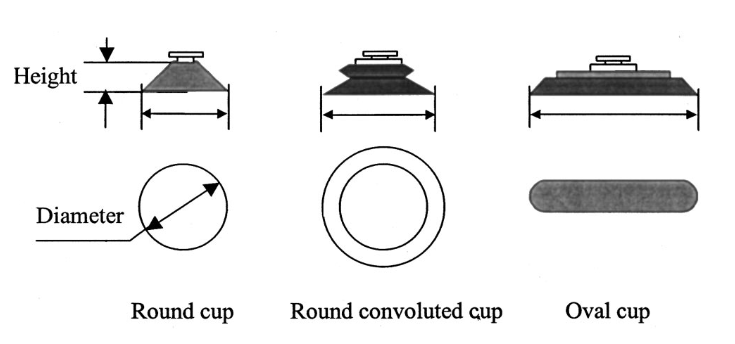 Height
Diameter
Round cup
Round convoluted cup
Oval cup